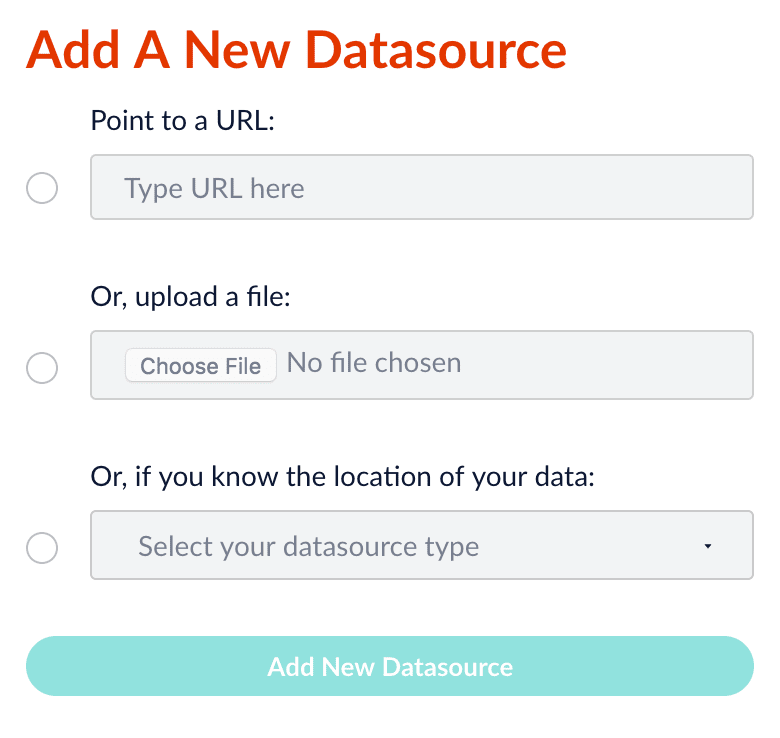 Add A New Datasource
Point to a URL:
Type URL here
Or, upload a file:
Choose File No file chosen
Or, if you know the location of your data:
Select your datasource type
Add New Datasource